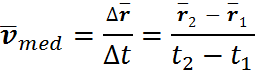 v̅_med = Δr̅ / Δt = (r̅₂ − r̅₁) / (t₂ − t₁)